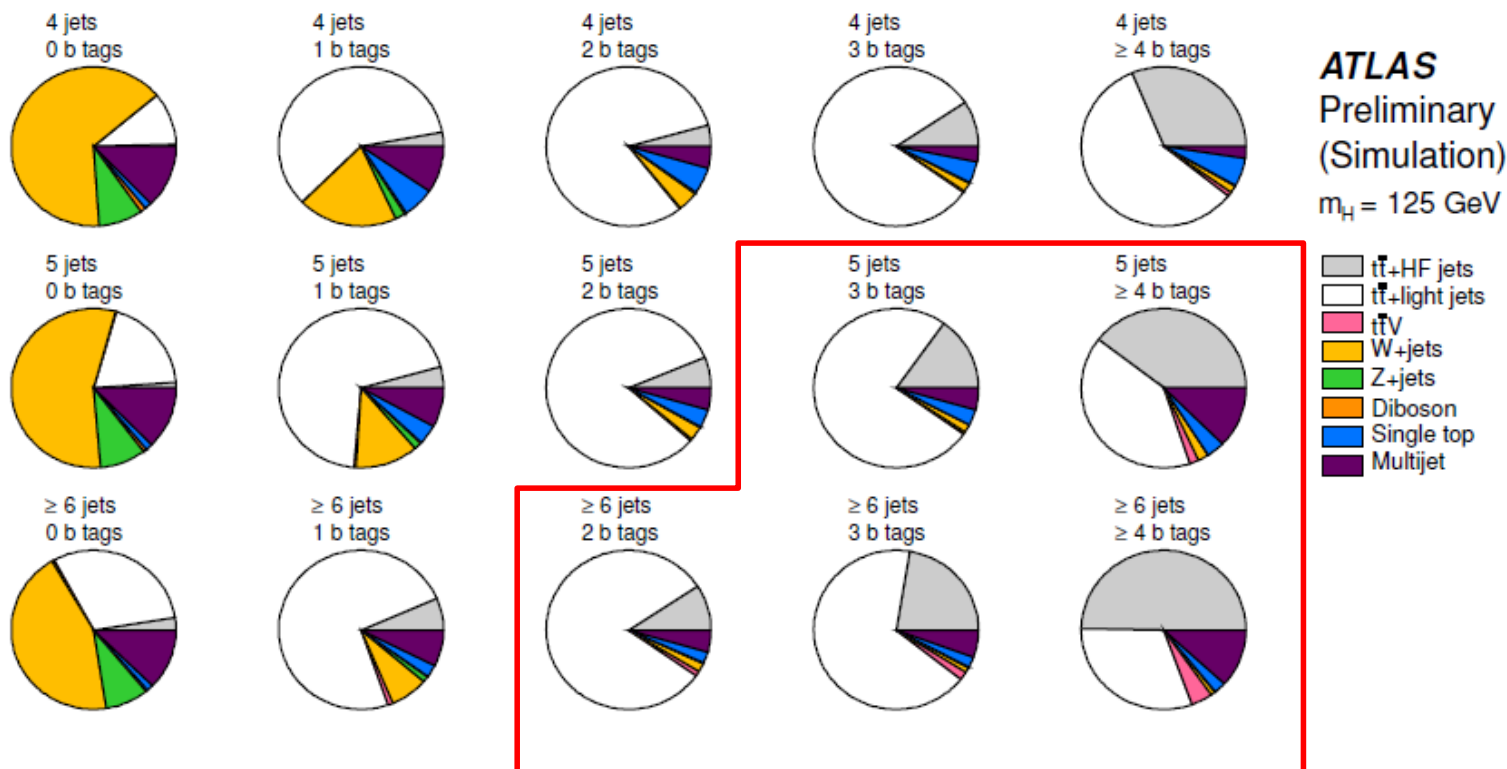 4 jets
0 b tags
4 jets
1 b tags
4 jets
2 b tags
4 jets
3 b tags
4 jets
≥ 4 b tags
ATLAS
Preliminary
(Simulation)
m_H = 125 GeV
5 jets
0 b tags
5 jets
1 b tags
5 jets
2 b tags
5 jets
3 b tags
5 jets
≥ 4 b tags
tt̄+HF jets
tt̄+light jets
tt̄V
W+jets
Z+jets
Diboson
Single top
Multijet
≥ 6 jets
0 b tags
≥ 6 jets
1 b tags
≥ 6 jets
2 b tags
≥ 6 jets
3 b tags
≥ 6 jets
≥ 4 b tags